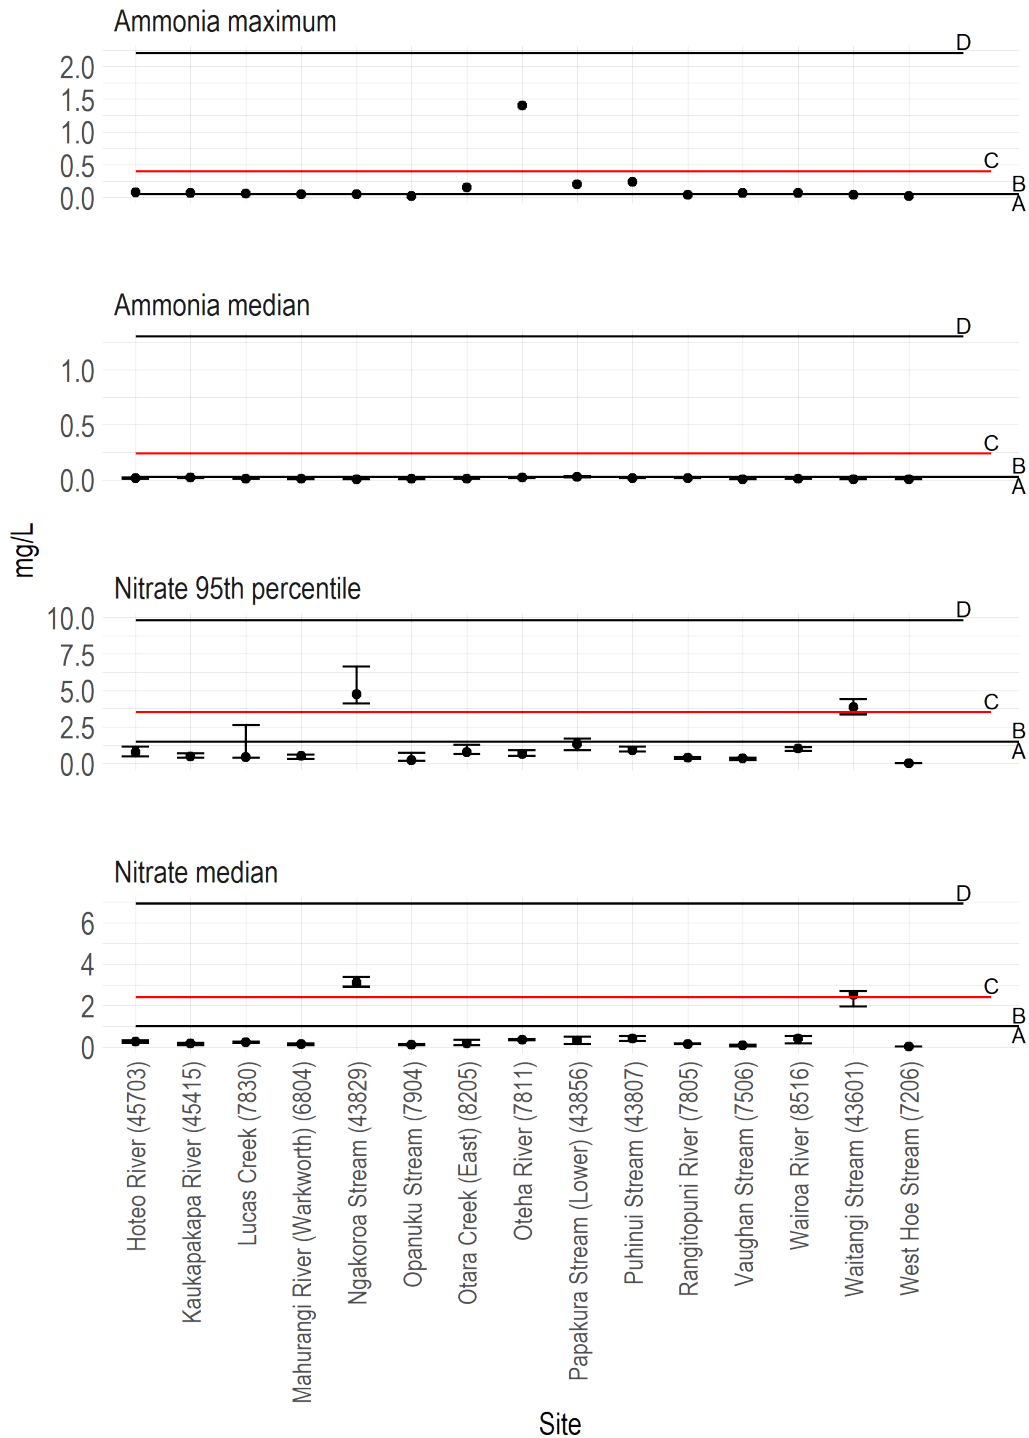 Ammonia maximum
D
2.0
1.5
1.0
C
0.5
B
0.0
A
Ammonia median
D
1.0
0.5
C
B
0.0
A
mg/L
Nitrate 95th percentile
10.0
D
7.5
5.0
C
2.5
B
A
0.0
Nitrate median
D
6
4
C
2
B
A
0
Hoteo River (45703)
Kaukapakapa River (45415)
Lucas Creek (7830)
Mahurangi River (Warkworth) (6804)
Ngakoroa Stream (43829)
Opanuku Stream (7904)
Otara Creek (East) (8205)
Oteha River (7811)
Papakura Stream (Lower) (43856)
Puhinui Stream (43807)
Rangitopuni River (7805)
Vaughan Stream (7506)
Wairoa River (8516)
Waitangi Stream (43601)
West Hoe Stream (7206)
Site